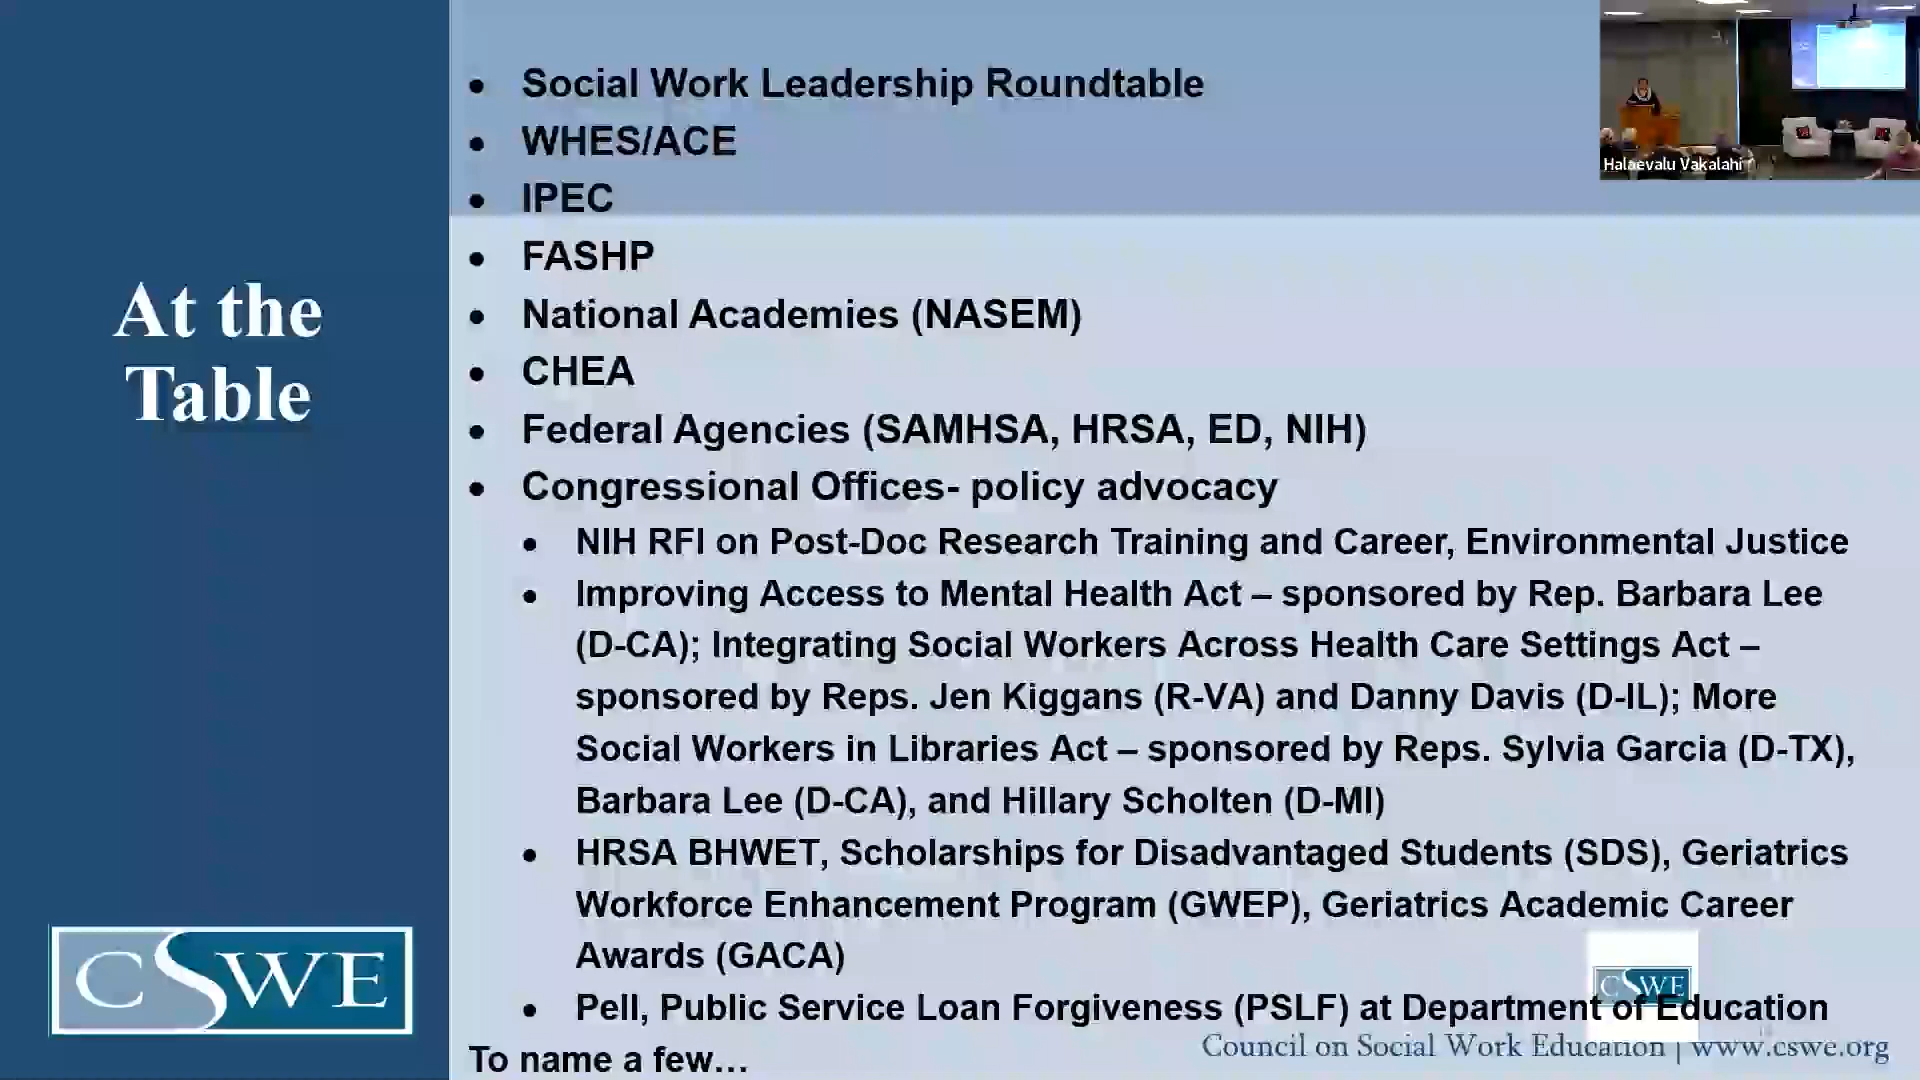 At the
Table
• Social Work Leadership Roundtable
• WHES/ACE
• IPEC
• FASHP
• National Academies (NASEM)
• CHEA
• Federal Agencies (SAMHSA, HRSA, ED, NIH)
• Congressional Offices- policy advocacy
• NIH RFI on Post-Doc Research Training and Career, Environmental Justice
• Improving Access to Mental Health Act – sponsored by Rep. Barbara Lee
(D-CA); Integrating Social Workers Across Health Care Settings Act –
sponsored by Reps. Jen Kiggans (R-VA) and Danny Davis (D-IL); More
Social Workers in Libraries Act – sponsored by Reps. Sylvia Garcia (D-TX),
Barbara Lee (D-CA), and Hillary Scholten (D-MI)
• HRSA BHWET, Scholarships for Disadvantaged Students (SDS), Geriatrics
Workforce Enhancement Program (GWEP), Geriatrics Academic Career
Awards (GACA)
• Pell, Public Service Loan Forgiveness (PSLF) at Department of Education
To name a few...
Halaevalu Vakalahi
CSWE
CSWE
Council on Social Work Education | www.cswe.org